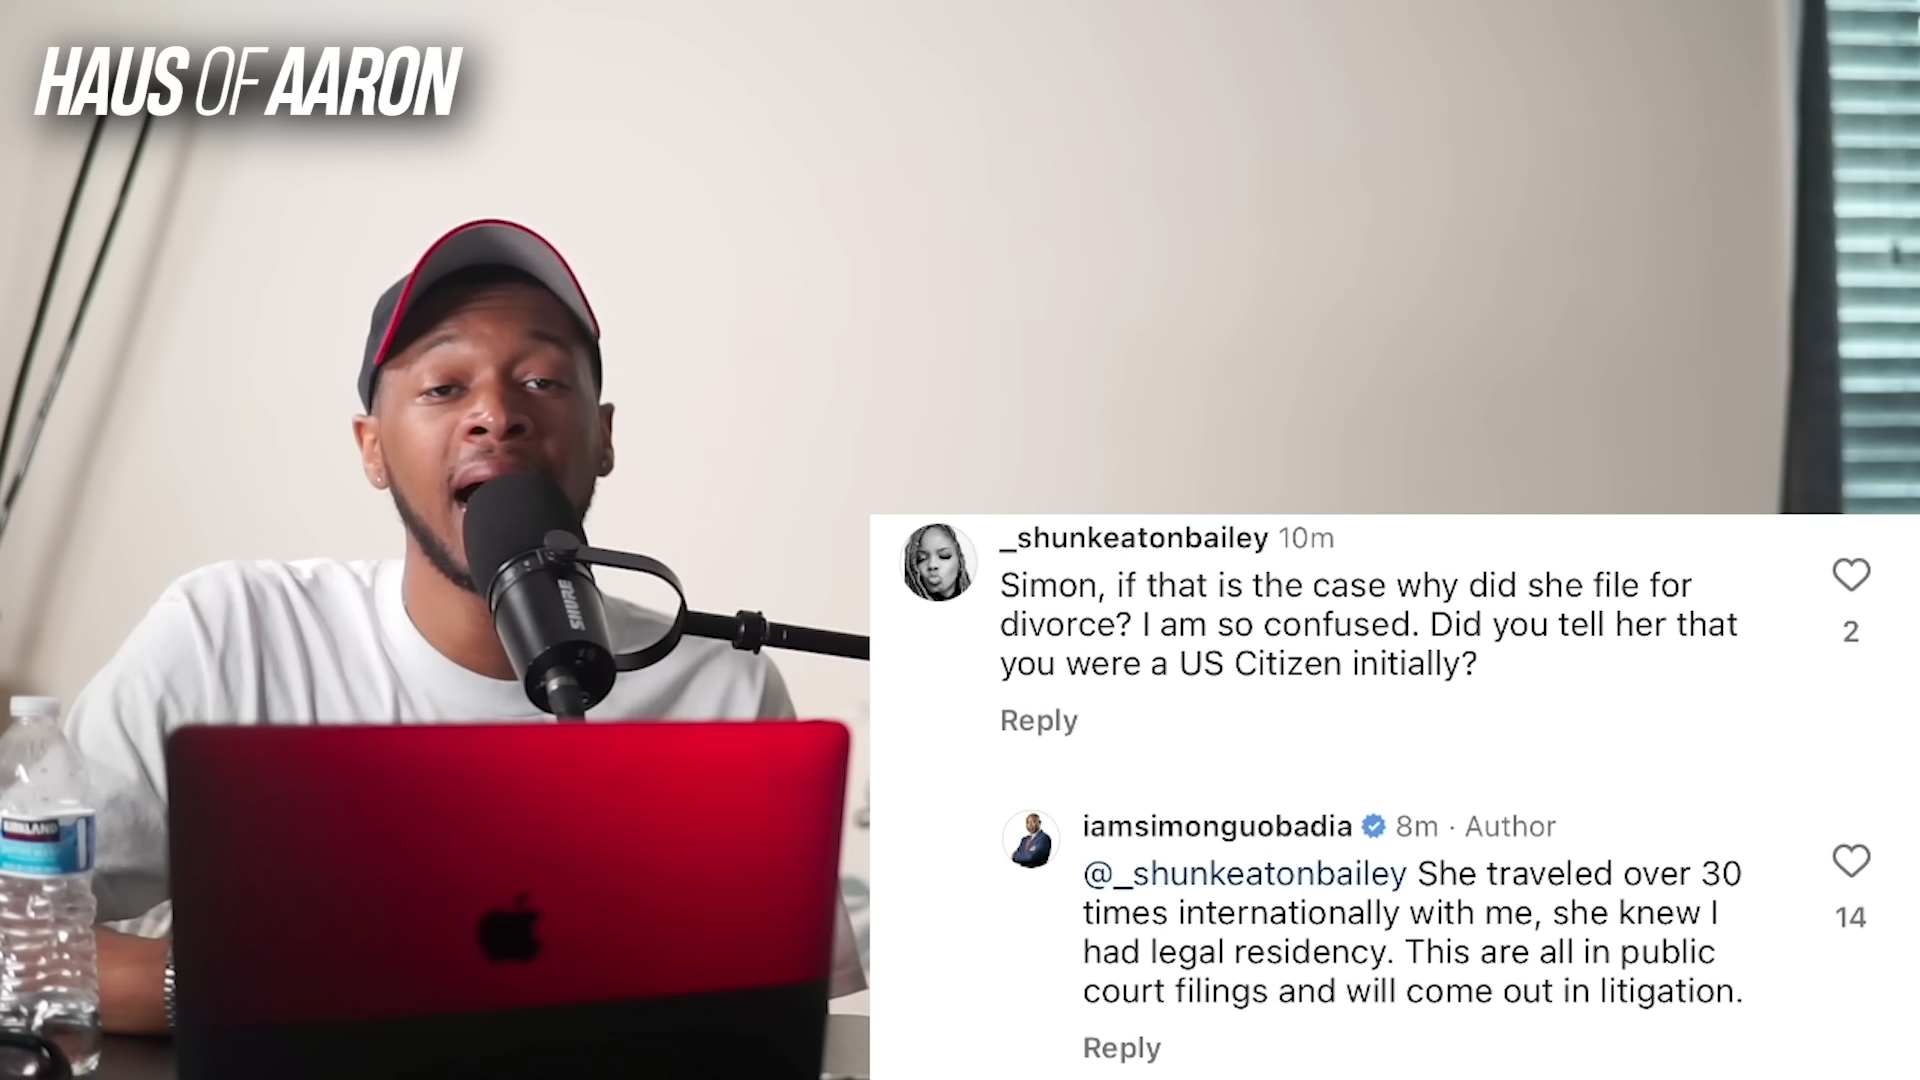 HAUS OF AARON
_shunkeatonbailey 10m
Simon, if that is the case why did she file for
divorce? I am so confused. Did you tell her that
you were a US Citizen initially?
2
Reply
iamsimonguobadia 8m · Author
@_shunkeatonbailey She traveled over 30
times internationally with me, she knew I
had legal residency. This are all in public
court filings and will come out in litigation.
14
Reply
SHURE
KIRKLAND